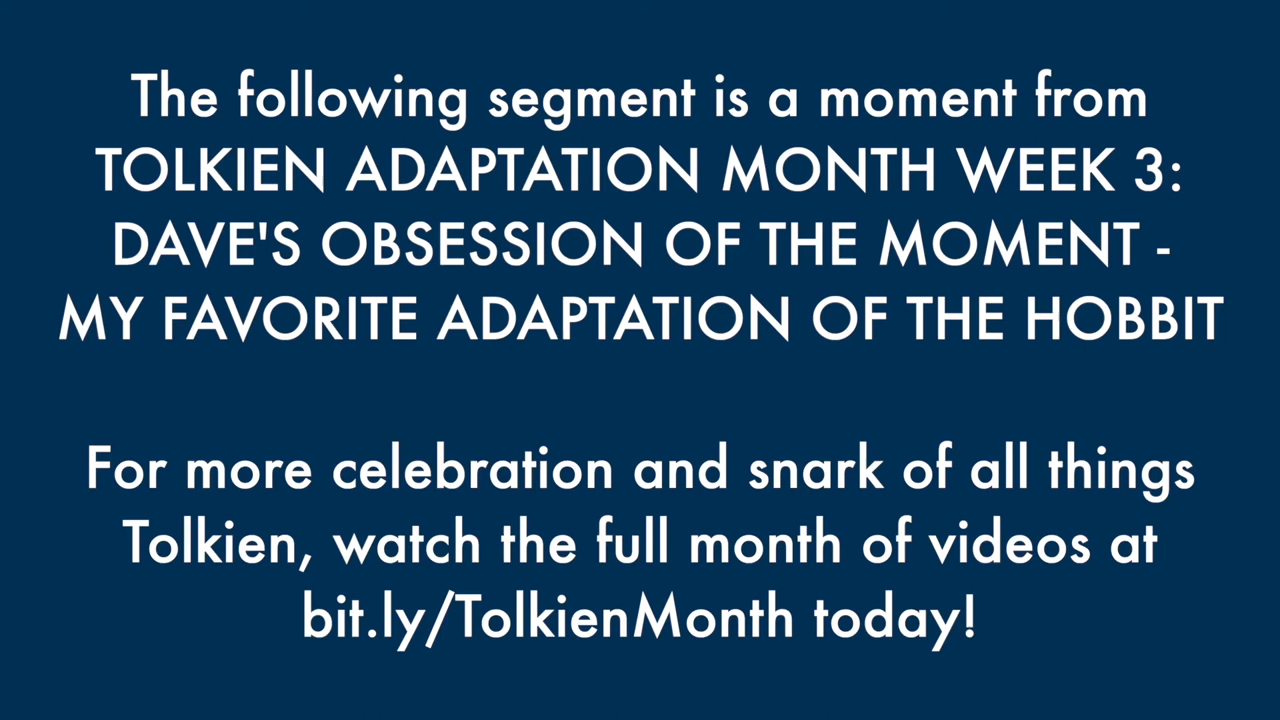 The following segment is a moment from
TOLKIEN ADAPTATION MONTH WEEK 3:
DAVE'S OBSESSION OF THE MOMENT -
MY FAVORITE ADAPTATION OF THE HOBBIT
For more celebration and snark of all things
Tolkien, watch the full month of videos at
bit.ly/TolkienMonth today!